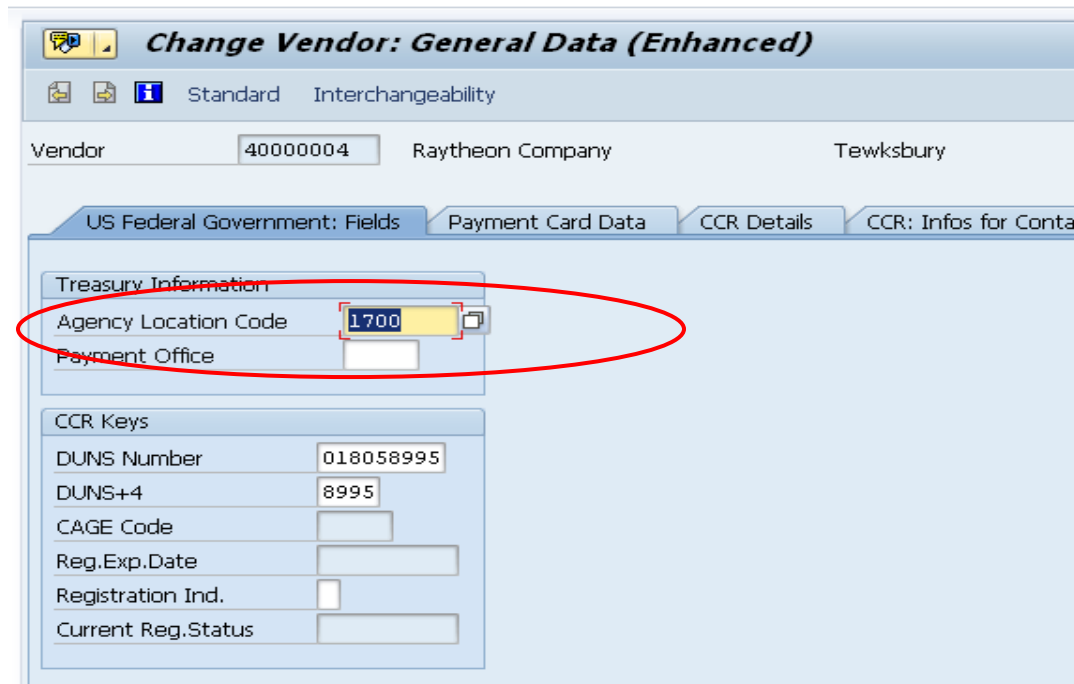 Change Vendor: General Data (Enhanced)
Standard Interchangeability
Vendor 40000004 Raytheon Company Tewksbury
US Federal Government: Fields Payment Card Data CCR Details CCR: Infos for Conta
Treasury Information
Agency Location Code 1700
Payment Office
CCR Keys
DUNS Number 018058995
DUNS+4 8995
CAGE Code
Reg.Exp.Date
Registration Ind.
Current Reg.Status